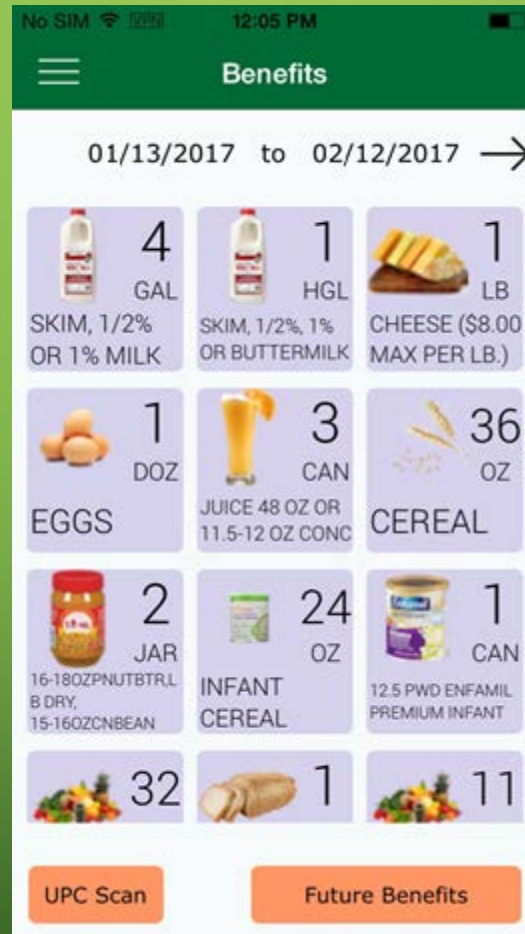 No SIM VPN 12:05 PM
Benefits
01/13/2017 to 02/12/2017
4
GAL
SKIM, 1/2%
OR 1% MILK
1
HGL
SKIM, 1/2%, 1%
OR BUTTERMILK
1
LB
CHEESE ($8.00
MAX PER LB.)
1
DOZ
EGGS
3
CAN
JUICE 48 OZ OR
11.5-12 OZ CONC
36
OZ
CEREAL
2
JAR
16-18OZPNUTBTR,L
B DRY,
15-16OZCNBEAN
24
OZ
INFANT
CEREAL
Enfamil
1
CAN
12.5 PWD ENFAMIL
PREMIUM INFANT
32
1
11
UPC Scan
Future Benefits